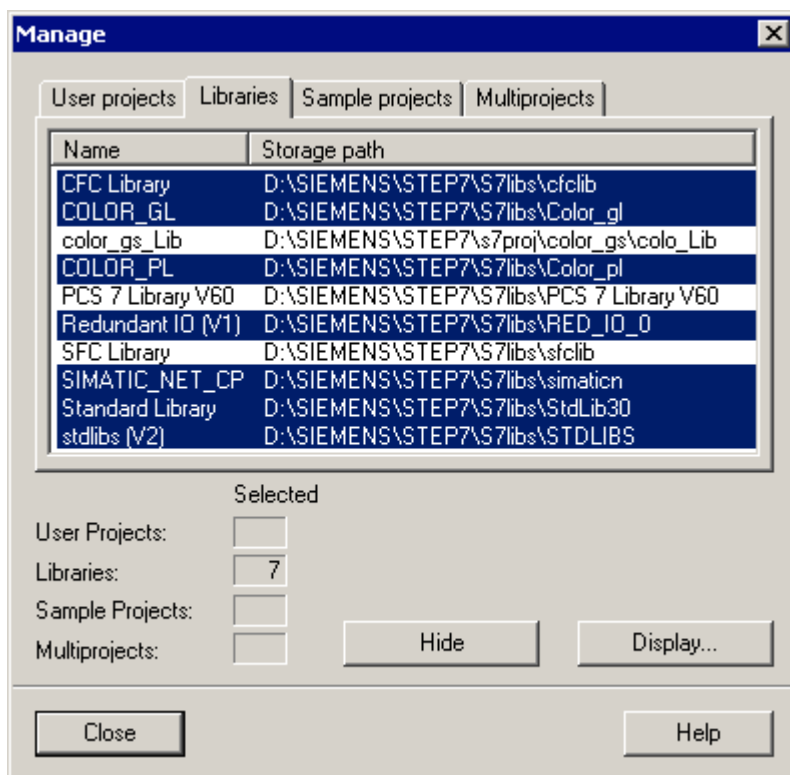 Manage
User projects Libraries Sample projects Multiprojects
Name Storage path
CFC Library D:\SIEMENS\STEP7\S7libs\cfclib
COLOR_GL D:\SIEMENS\STEP7\S7libs\Color_gl
color_gs_Lib D:\SIEMENS\STEP7\s7proj\color_gs\colo_Lib
COLOR_PL D:\SIEMENS\STEP7\S7libs\Color_pl
PCS 7 Library V60 D:\SIEMENS\STEP7\S7libs\PCS 7 Library V60
Redundant IO (V1) D:\SIEMENS\STEP7\S7libs\RED_IO_0
SFC Library D:\SIEMENS\STEP7\S7libs\sfclib
SIMATIC_NET_CP D:\SIEMENS\STEP7\S7libs\simaticn
Standard Library D:\SIEMENS\STEP7\S7libs\StdLib30
stdlibs (V2) D:\SIEMENS\STEP7\S7libs\STDLIBS
Selected
User Projects:
Libraries: 7
Sample Projects:
Multiprojects:
Hide Display...
Close Help